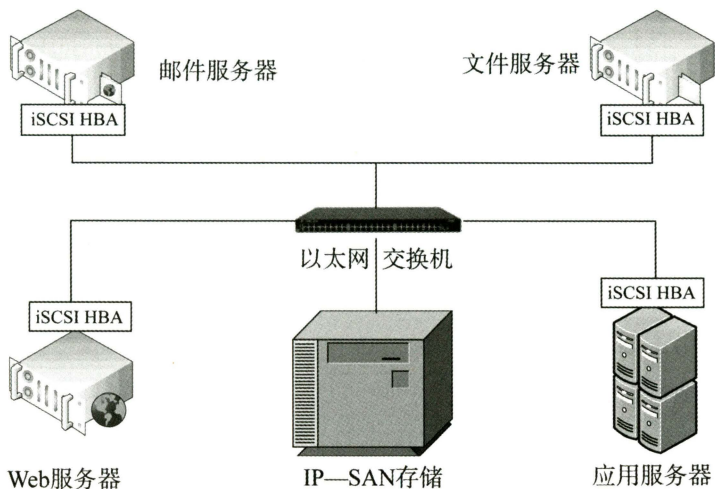 邮件服务器
文件服务器
iSCSI HBA
iSCSI HBA
以太网 交换机
iSCSI HBA
iSCSI HBA
Web服务器
IP—SAN存储
应用服务器